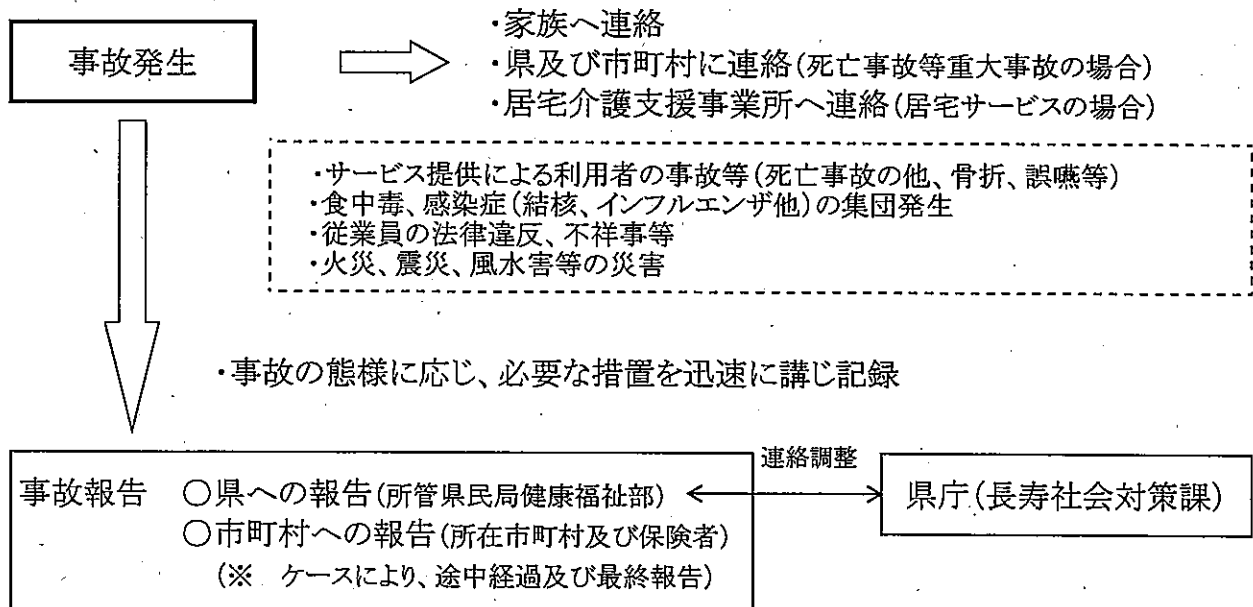 事故発生
・家族へ連絡
・県及び市町村に連絡(死亡事故等重大事故の場合)
・居宅介護支援事業所へ連絡(居宅サービスの場合)
・サービス提供による利用者の事故等(死亡事故の他、骨折、誤嚥等)
・食中毒、感染症(結核、インフルエンザ他)の集団発生
・従業員の法律違反、不祥事等
・火災、震災、風水害等の災害
・事故の態様に応じ、必要な措置を迅速に講じ記録
事故報告 ○県への報告(所管県民局健康福祉部)
○市町村への報告(所在市町村及び保険者)
(※ ケースにより、途中経過及び最終報告)
連絡調整
県庁(長寿社会対策課)